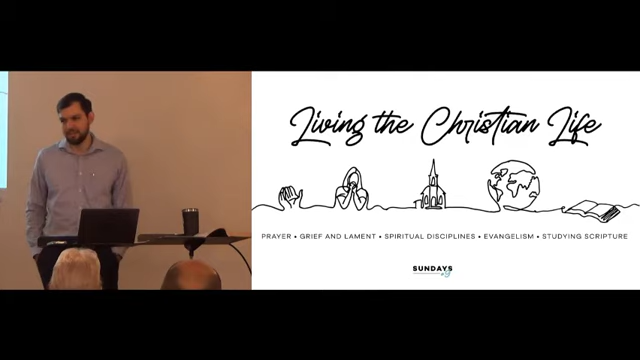 Living the Christian Life
PRAYER • GRIEF AND LAMENT • SPIRITUAL DISCIPLINES • EVANGELISM • STUDYING SCRIPTURE
SUNDAYS